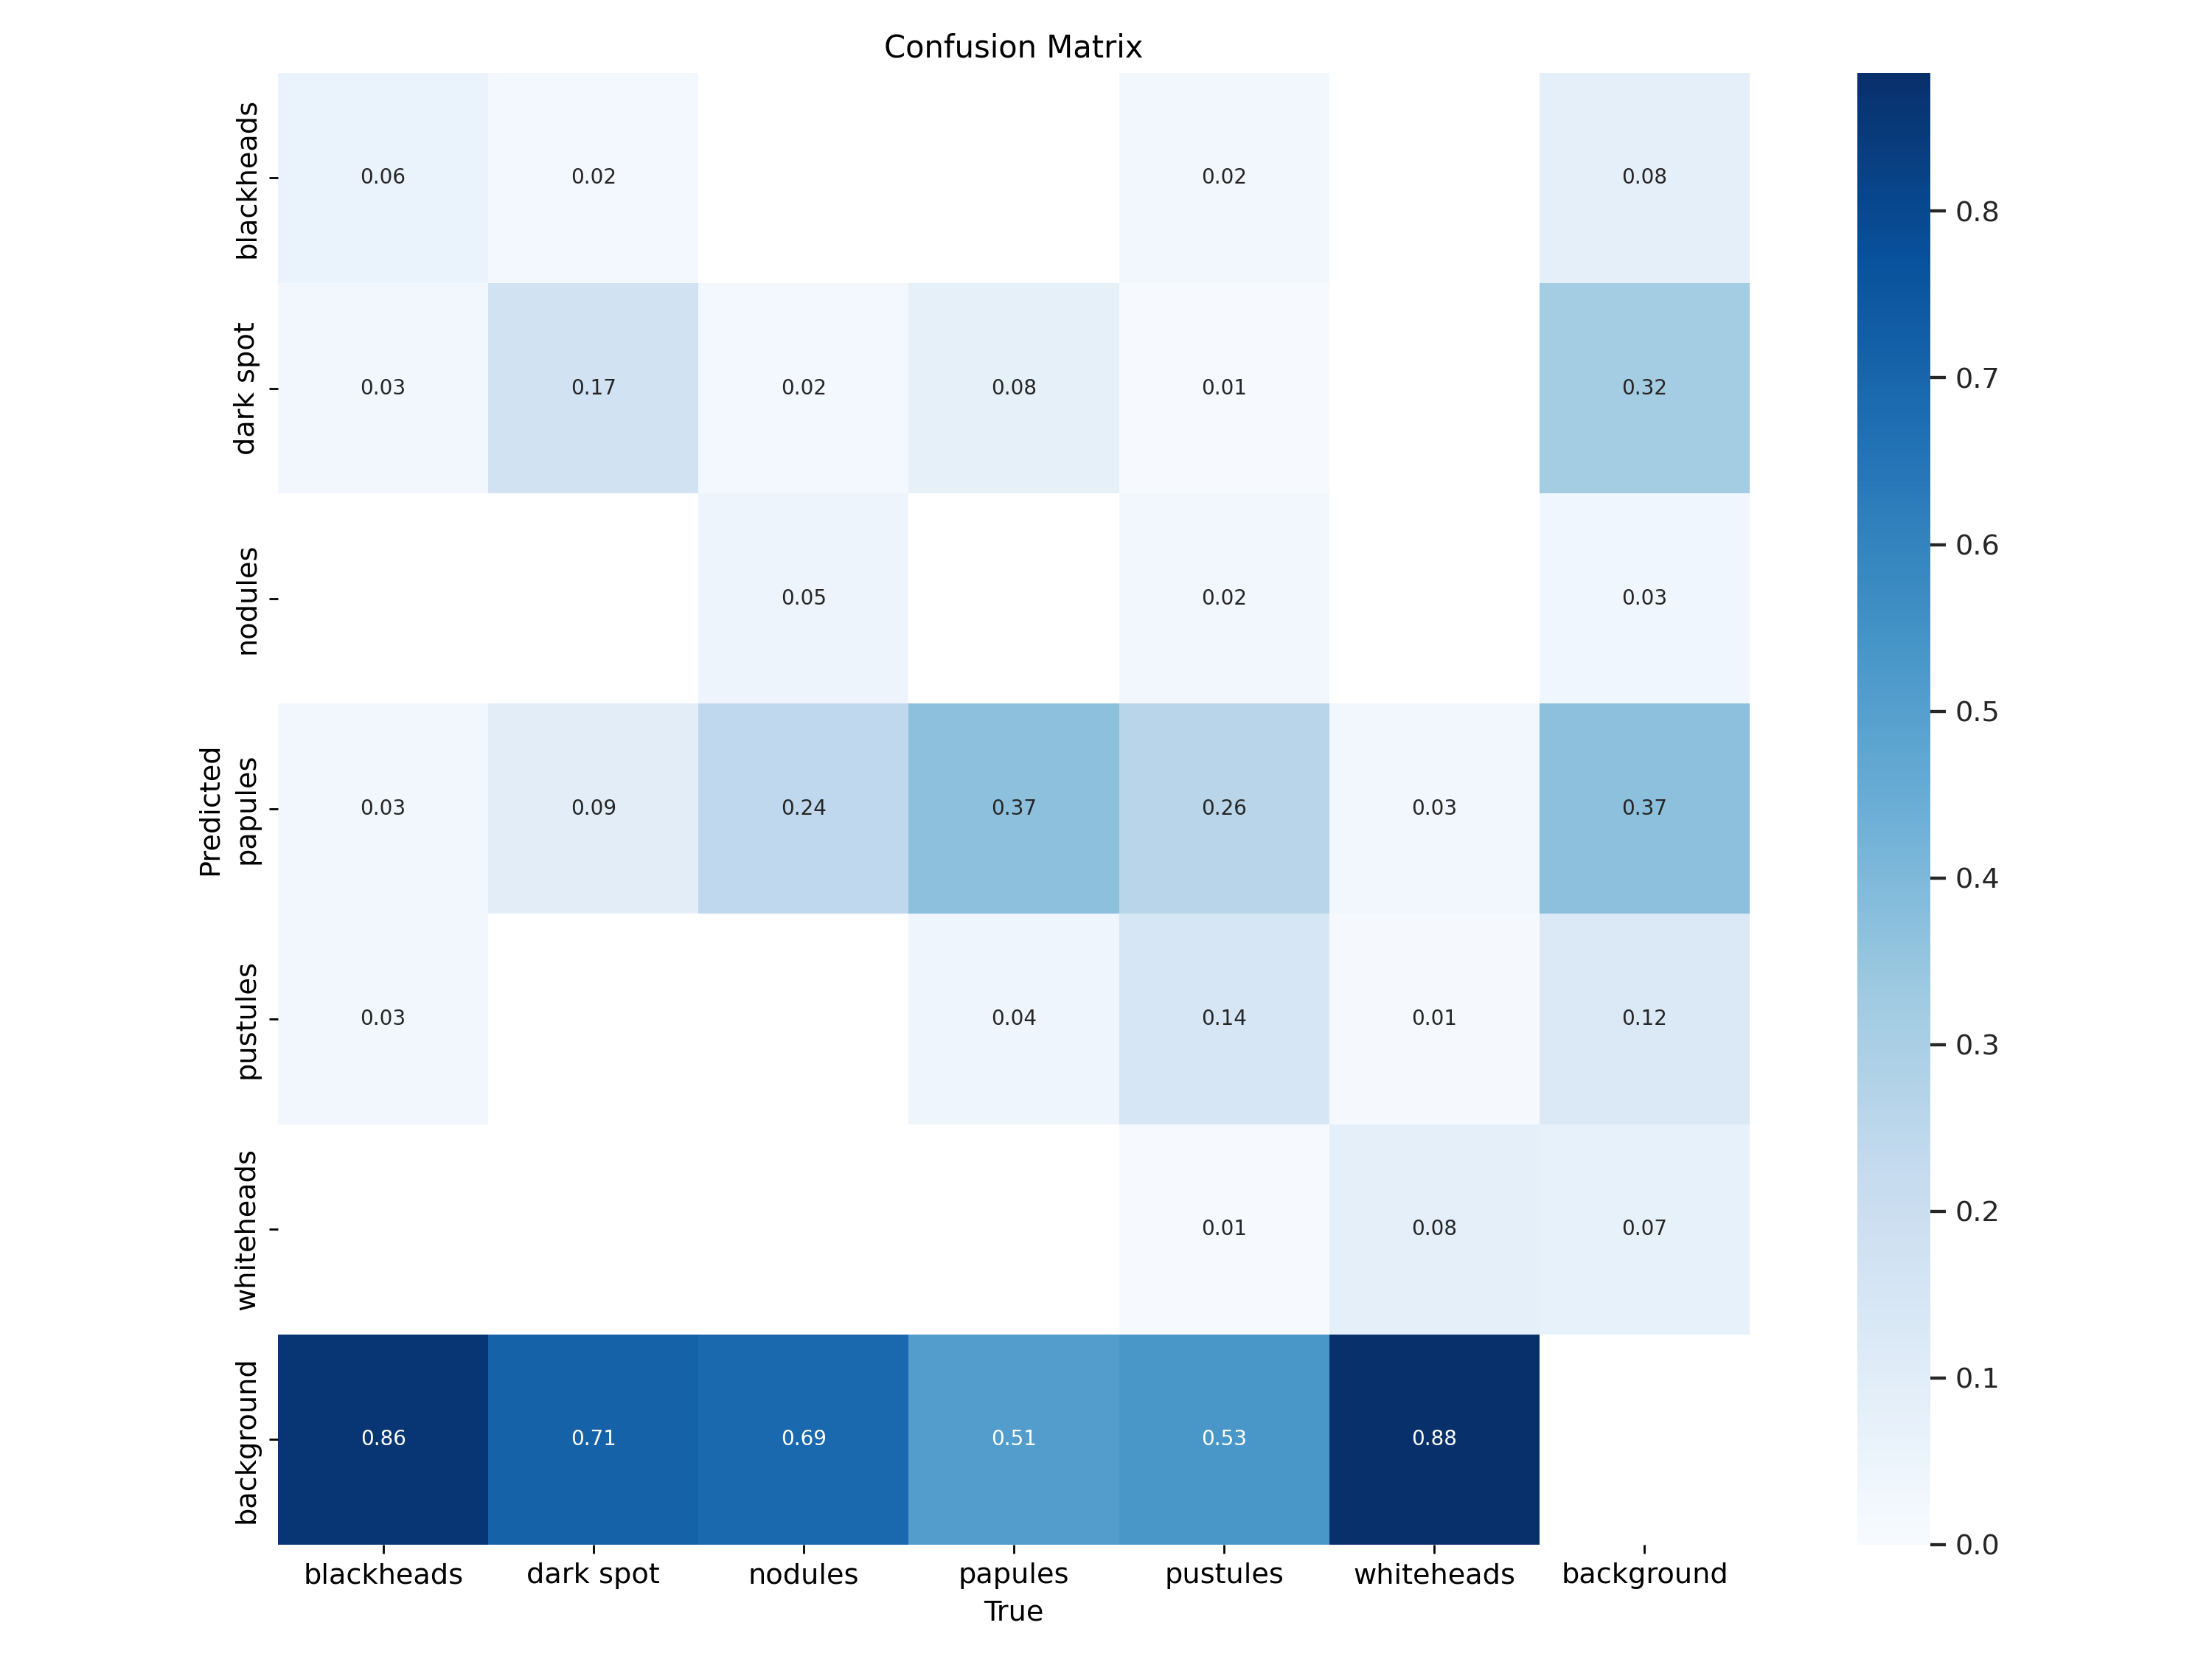 Confusion Matrix
Predicted
blackheads
0.06 0.02 0.02 0.08
dark spot
0.03 0.17 0.02 0.08 0.01 0.32
nodules
0.05 0.02 0.03
papules
0.03 0.09 0.24 0.37 0.26 0.03 0.37
pustules
0.03 0.04 0.14 0.01 0.12
whiteheads
0.01 0.08 0.07
background
0.86 0.71 0.69 0.51 0.53 0.88
blackheads dark spot nodules papules pustules whiteheads background
True
0.8
0.7
0.6
0.5
0.4
0.3
0.2
0.1
0.0